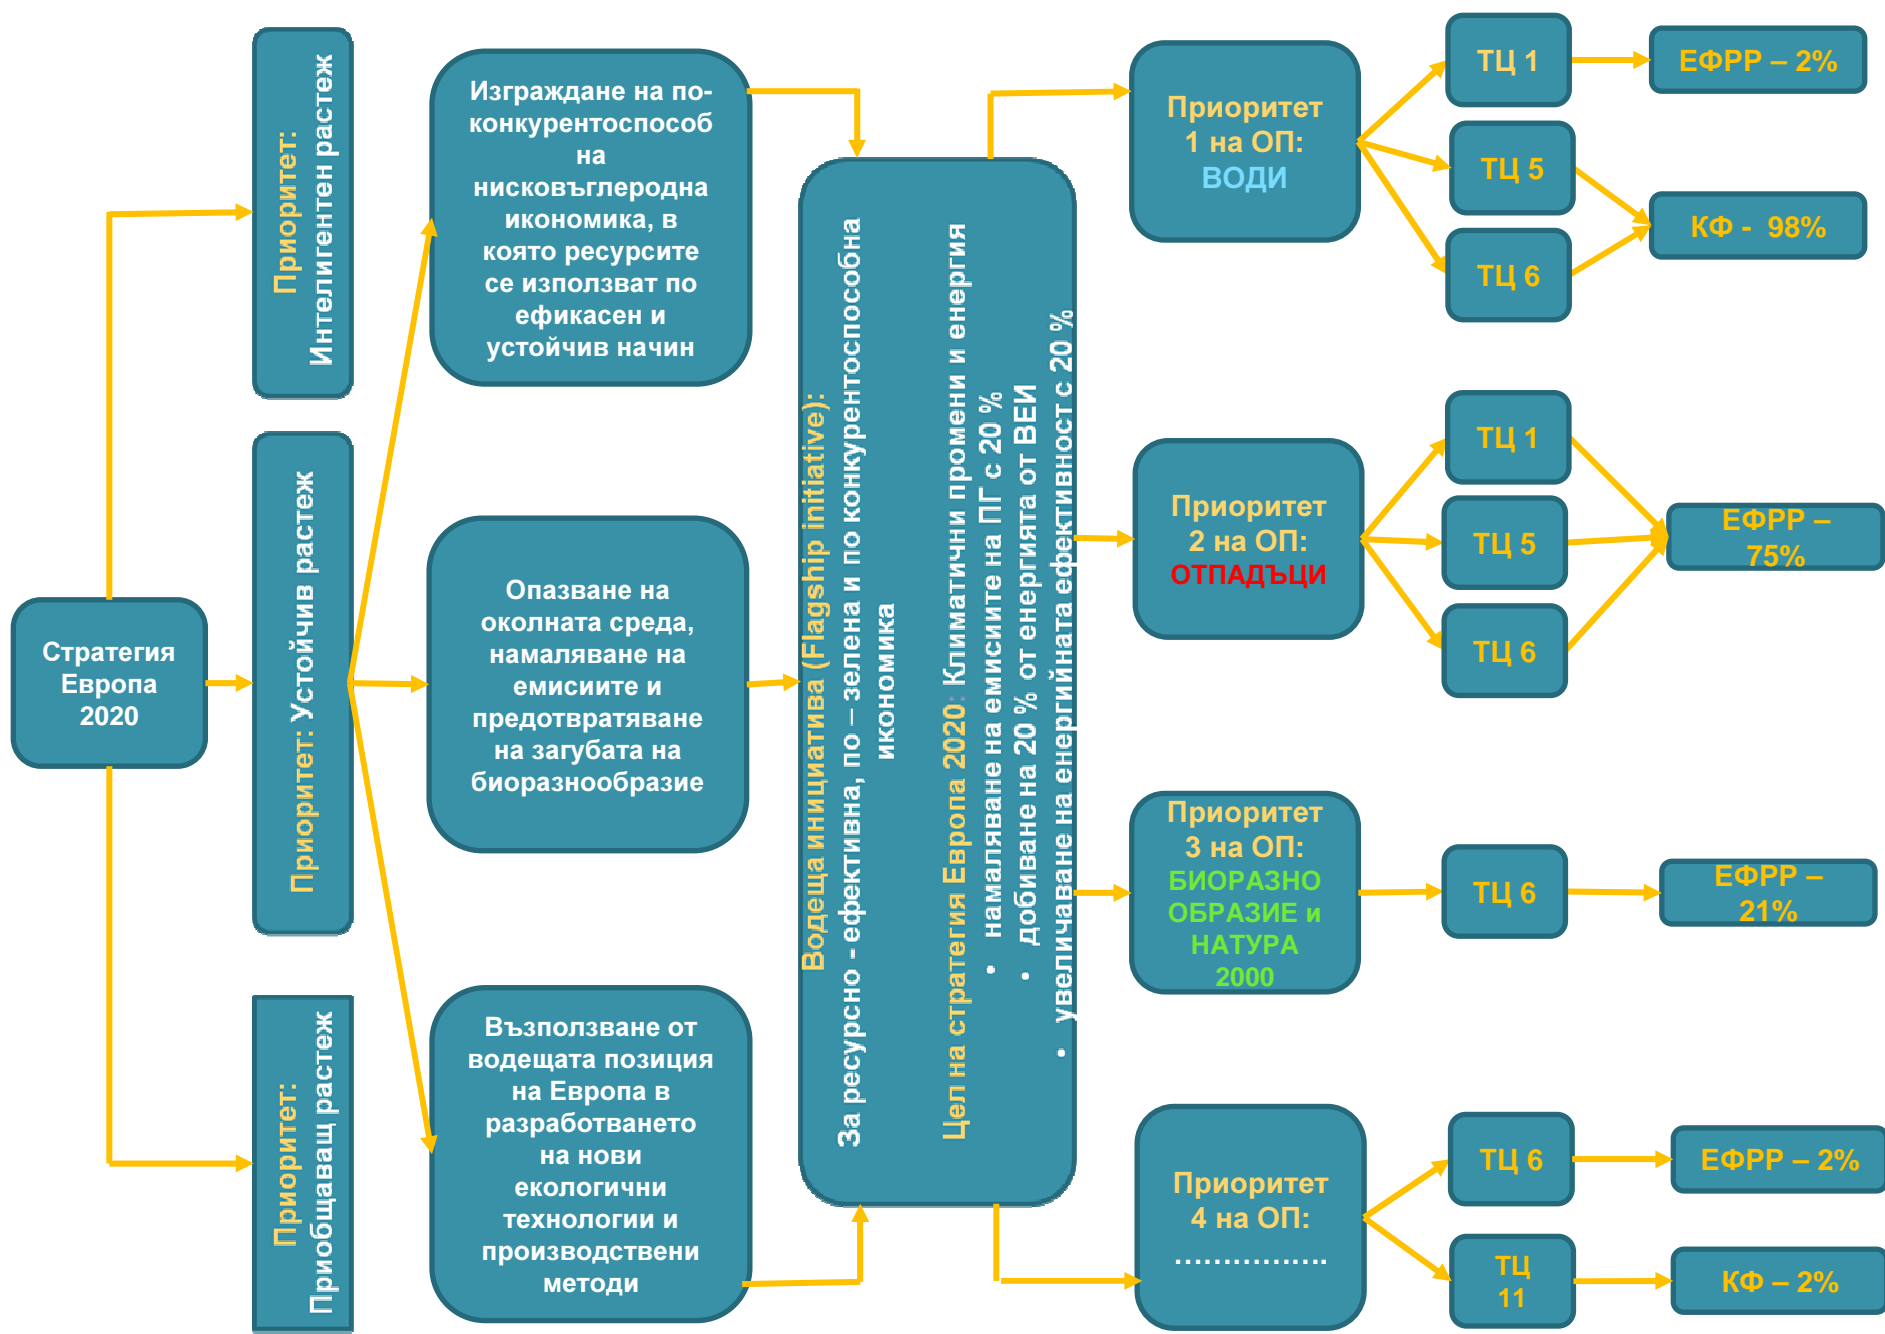 Стратегия
Европа
2020
Приоритет:
Интелигентен растеж
Приоритет: Устойчив растеж
Приоритет:
Приобщаващ растеж
Изграждане на по-
конкурентоспособ
на
нисковъглеродна
икономика, в
която ресурсите
се използват по
ефикасен и
устойчив начин
Опазване на
околната среда,
намаляване на
емисиите и
предотвратяване
на загубата на
биоразнообразие
Възползване от
водещата позиция
на Европа в
разработването
на нови
екологични
технологии и
производствени
методи
Водеща инициатива (Flagship initiative):
За ресурсно - ефективна, по – зелена и по конкурентоспособна
икономика
Цел на стратегия Европа 2020: Климатични промени и енергия
• намаляване на емисиите на ПГ с 20 %
• добиване на 20 % от енергията от ВЕИ
• увеличаване на енергийната ефективност с 20 %
Приоритет
1 на ОП:
ВОДИ
ТЦ 1
ТЦ 5
ТЦ 6
ЕФРР – 2%
КФ - 98%
Приоритет
2 на ОП:
ОТПАДЪЦИ
ТЦ 1
ТЦ 5
ТЦ 6
ЕФРР –
75%
Приоритет
3 на ОП:
БИОРАЗНО
ОБРАЗИЕ и
НАТУРА
2000
ТЦ 6
ЕФРР –
21%
Приоритет
4 на ОП:
……………
ТЦ 6
ТЦ
11
ЕФРР – 2%
КФ – 2%